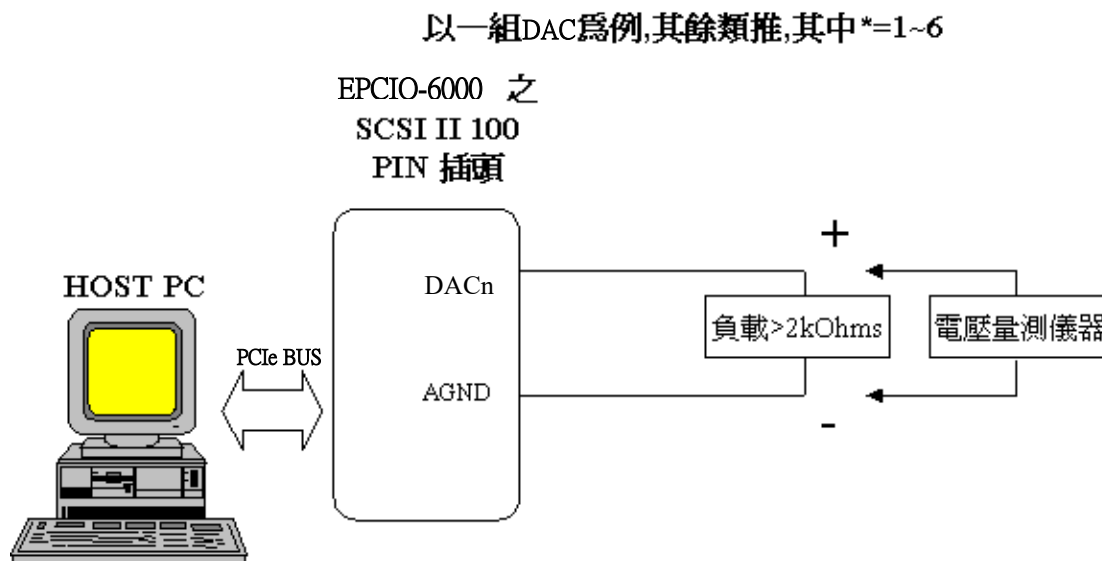 以一組DAC為例,其餘類推,其中*=1~6
EPCIO-6000 之
SCSI II 100
PIN 插頭
HOST PC
PCIe BUS
DACn
AGND
+
負載>2kOhms
電壓量測儀器
-